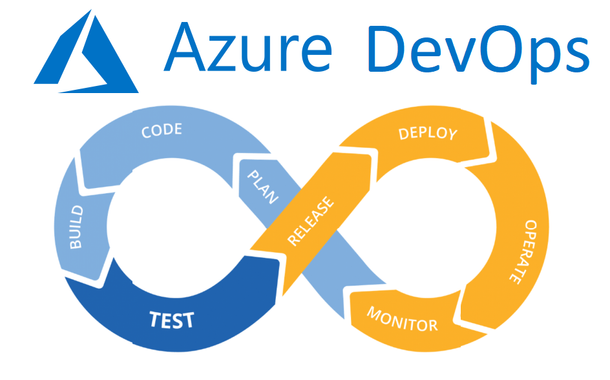 Azure DevOps
CODE
DEPLOY
PLAN
BUILD
RELEASE
OPERATE
TEST
MONITOR